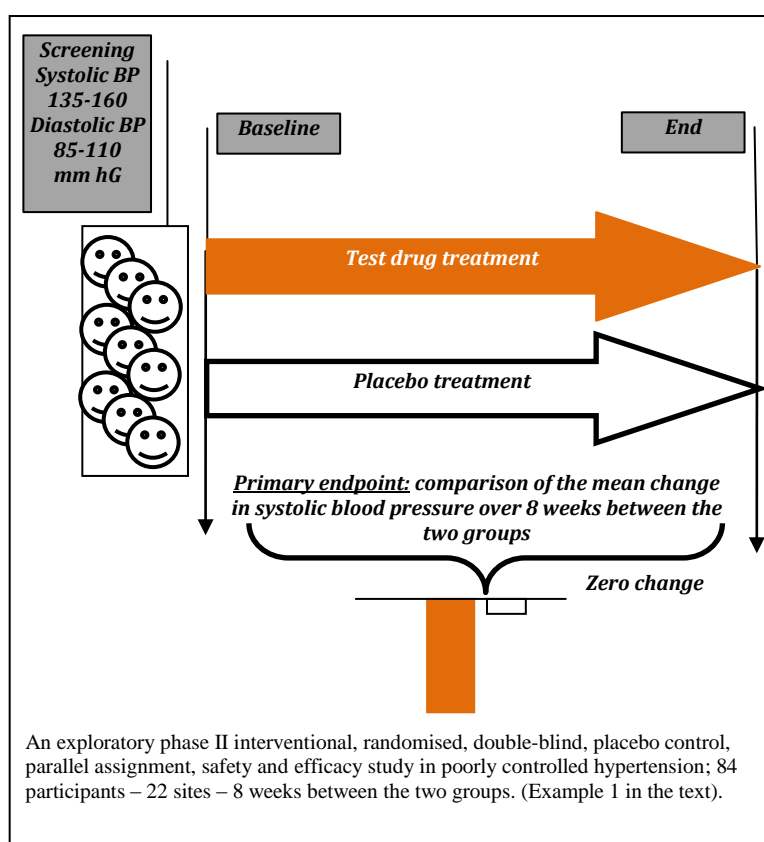 Screening
Systolic BP
135-160
Diastolic BP
85-110
mm hG
Baseline
End
Test drug treatment
Placebo treatment
Primary endpoint: comparison of the mean change
in systolic blood pressure over 8 weeks between the
two groups
Zero change
An exploratory phase II interventional, randomised, double-blind, placebo control,
parallel assignment, safety and efficacy study in poorly controlled hypertension; 84
participants – 22 sites – 8 weeks between the two groups. (Example 1 in the text).